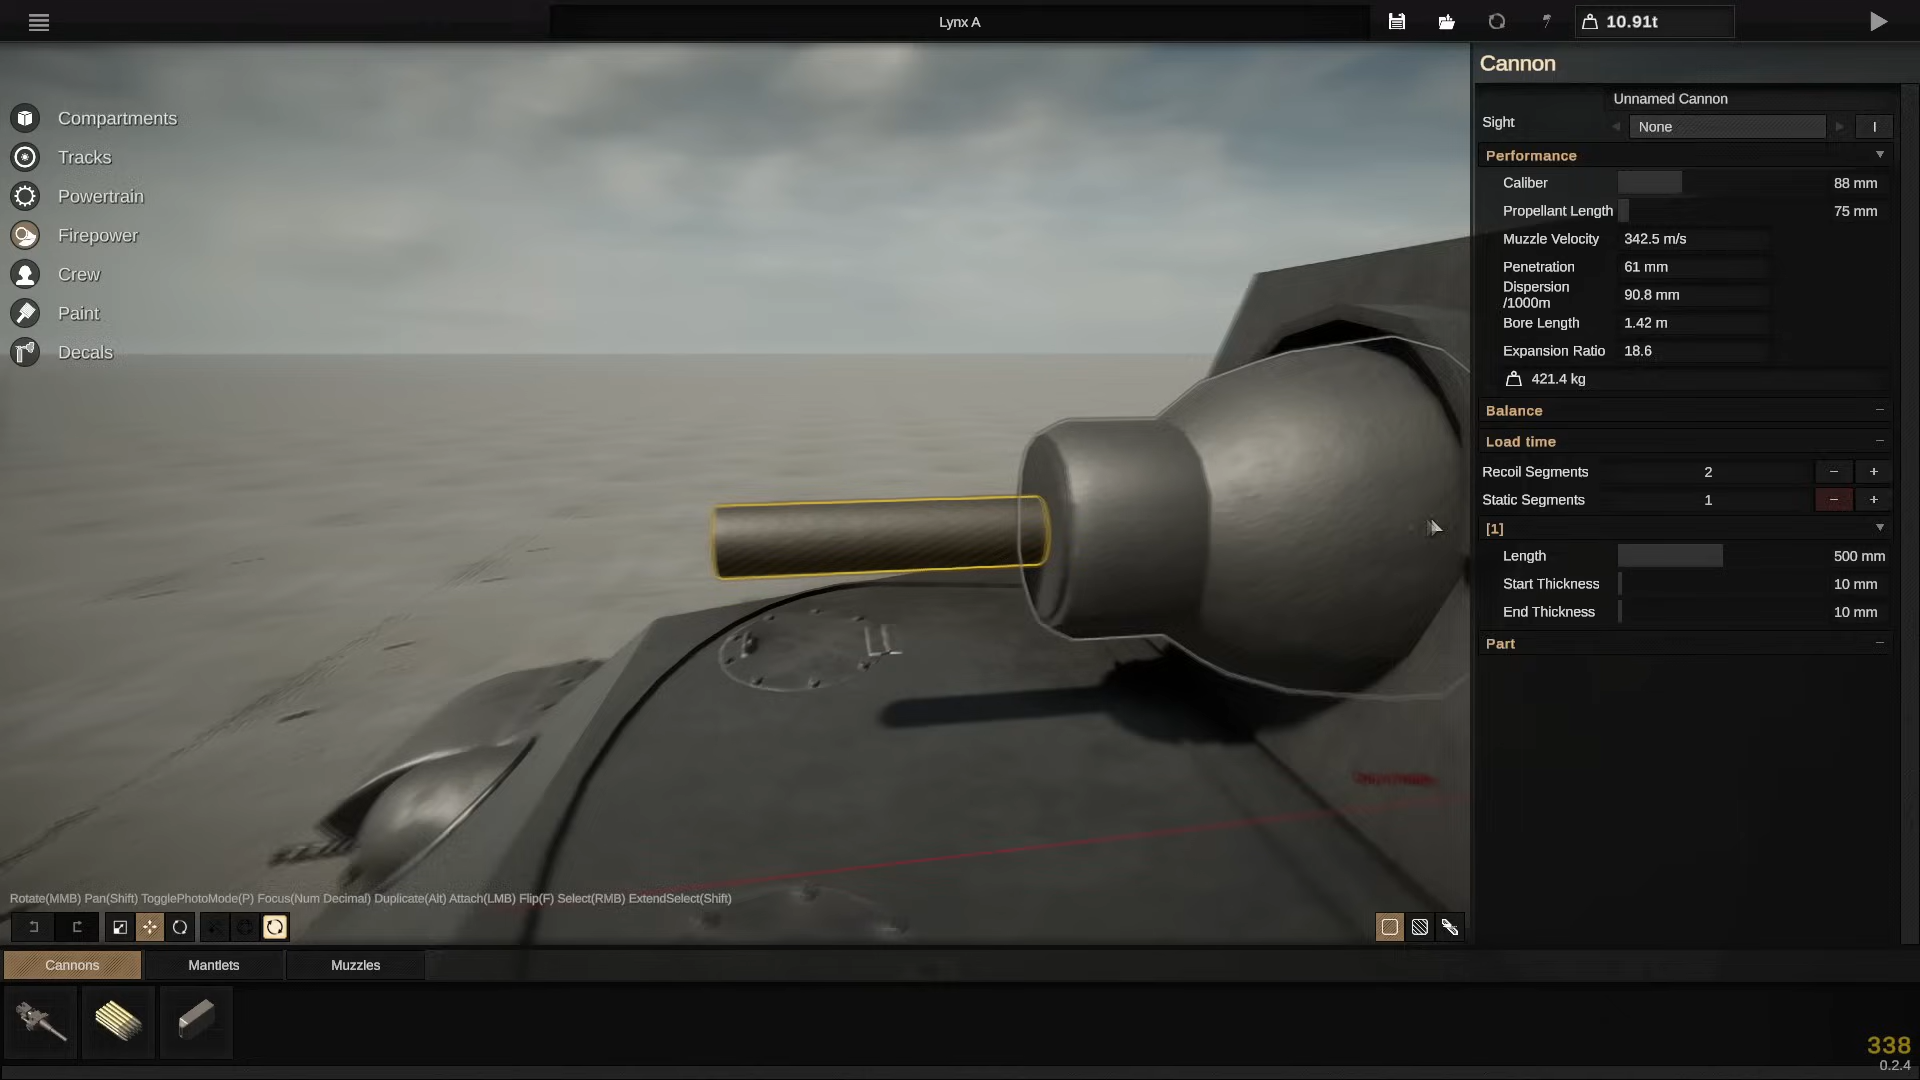 Lynx A
10.91t
Compartments
Tracks
Powertrain
Firepower
Crew
Paint
Decals
Cannon
Unnamed Cannon
Sight
None
I
Performance
Caliber 88 mm
Propellant Length 75 mm
Muzzle Velocity 342.5 m/s
Penetration 61 mm
Dispersion
/1000m 90.8 mm
Bore Length 1.42 m
Expansion Ratio 18.6
421.4 kg
Balance
Load time
Recoil Segments 2 − +
Static Segments 1 − +
[1]
Length 500 mm
Start Thickness 10 mm
End Thickness 10 mm
Part
Rotate(MMB) Pan(Shift) TogglePhotoMode(P) Focus(Num Decimal) Duplicate(Alt) Attach(LMB) Flip(F) Select(RMB) ExtendSelect(Shift)
Cannons Mantlets Muzzles
338
0.2.4